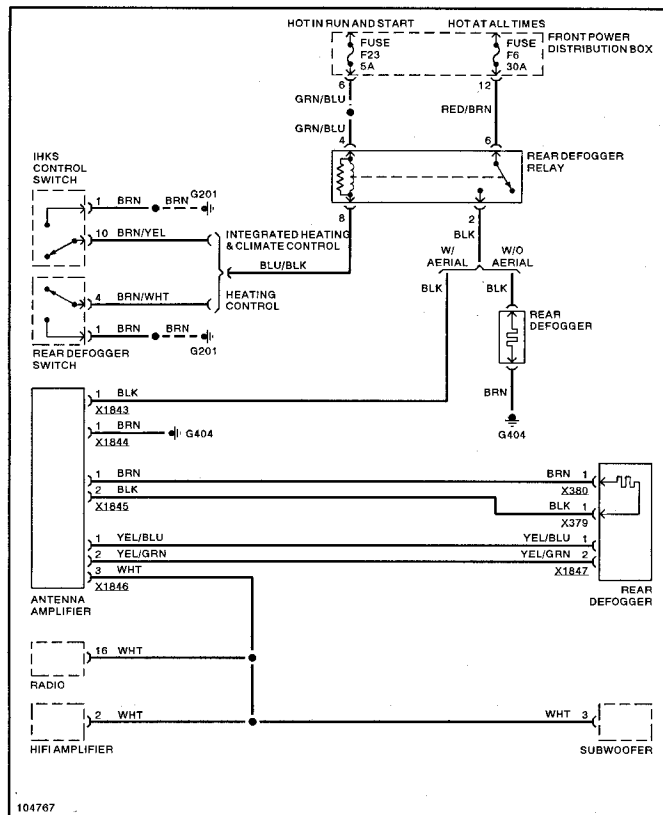 HOT IN RUN AND START
HOT AT ALL TIMES
FUSE
F23
5A
FUSE
F6
30A
FRONT POWER
DISTRIBUTION BOX
6
12
GRN/BLU
RED/BRN
GRN/BLU
4
6
REAR DEFOGGER
RELAY
8
2
BLK
IHKS
CONTROL
SWITCH
1 BRN BRN G201
10 BRN/YEL
INTEGRATED HEATING
& CLIMATE CONTROL
BLU/BLK
4 BRN/WHT
HEATING
CONTROL
1 BRN BRN
G201
REAR DEFOGGER
SWITCH
W/
AERIAL
W/O
AERIAL
BLK
BLK
REAR
DEFOGGER
BRN
G404
1 BLK
X1843
1 BRN
G404
X1844
1 BRN
2 BLK
X1845
BRN 1
X380
BLK 1
X379
1 YEL/BLU
2 YEL/GRN
3 WHT
X1846
YEL/BLU 1
YEL/GRN 2
X1847
ANTENNA
AMPLIFIER
REAR
DEFOGGER
16 WHT
RADIO
2 WHT
HIFI AMPLIFIER
WHT 3
SUBWOOFER
104767